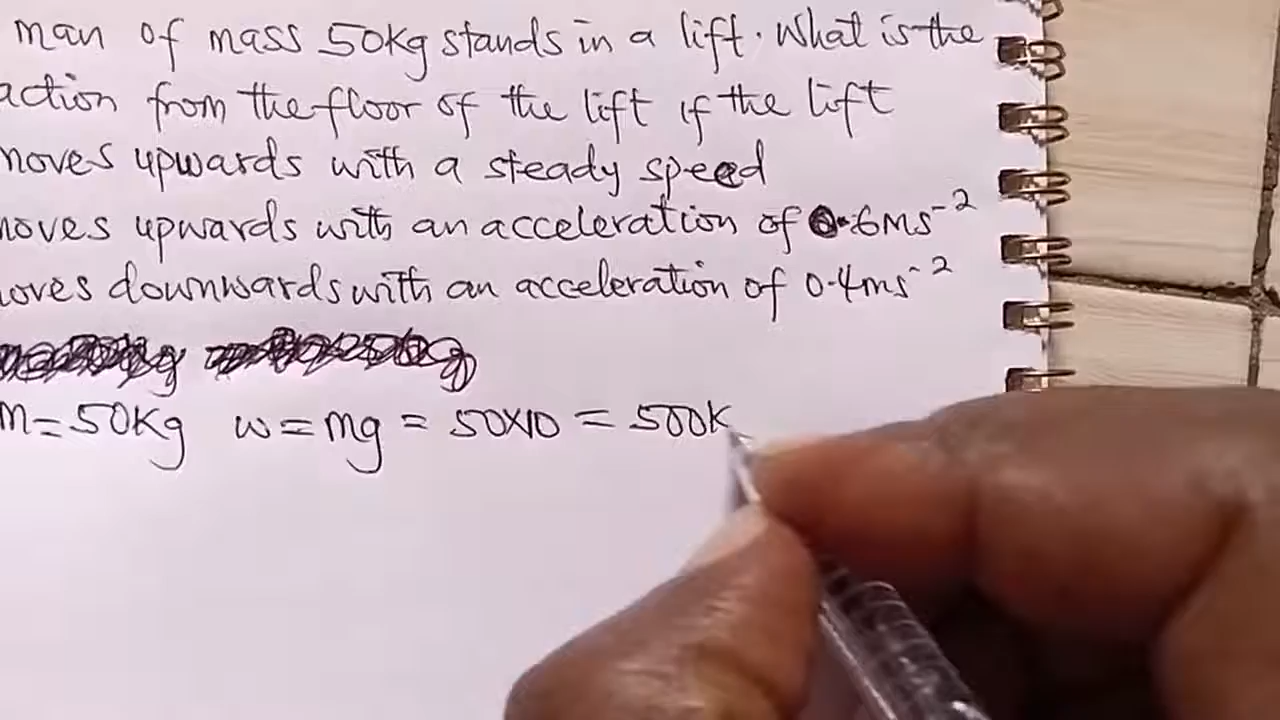 man of mass 50Kg stands in a lift. What is the
action from the floor of the lift if the lift
moves upwards with a steady speed
moves upwards with an acceleration of 0.6ms⁻²
moves downwards with an acceleration of 0.4ms⁻²
m = 50Kg w = mg = 50x10 = 500K